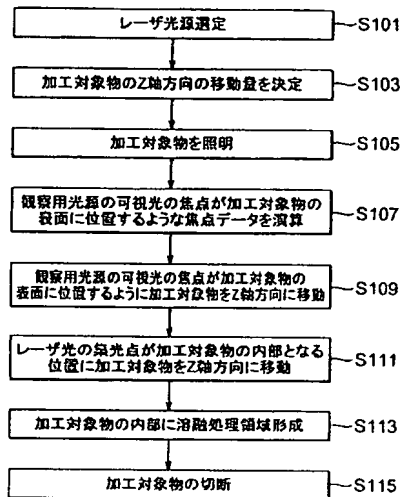 レーザ光源選定
S101
加工対象物のZ軸方向の移動量を決定
S103
加工対象物を照明
S105
観察用光源の可視光の焦点が加工対象物の
表面に位置するような焦点データを演算
S107
観察用光源の可視光の焦点が加工対象物の
表面に位置するように加工対象物をZ軸方向に移動
S109
レーザ光の集光点が加工対象物の内部となる
位置に加工対象物をZ軸方向に移動
S111
加工対象物の内部に溶融処理領域形成
S113
加工対象物の切断
S115